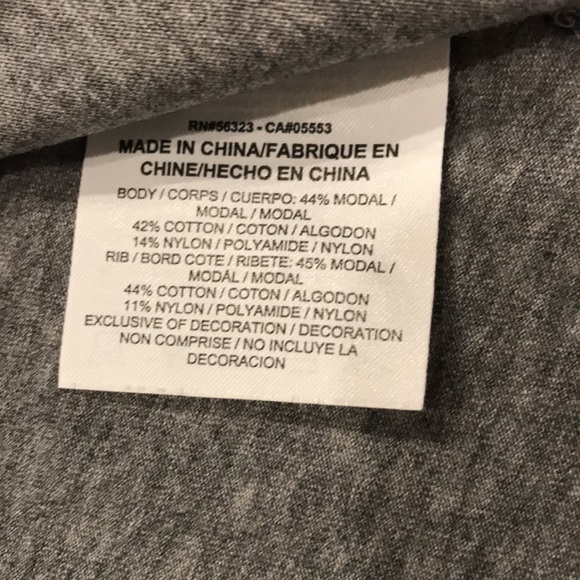 RN#56323 - CA#05553
MADE IN CHINA/FABRIQUE EN
CHINE/HECHO EN CHINA
BODY / CORPS / CUERPO: 44% MODAL /
MODAL / MODAL
42% COTTON / COTON / ALGODON
14% NYLON / POLYAMIDE / NYLON
RIB / BORD COTE / RIBETE: 45% MODAL /
MODAL / MODAL
44% COTTON / COTON / ALGODON
11% NYLON / POLYAMIDE / NYLON
EXCLUSIVE OF DECORATION / DECORATION
NON COMPRISE / NO INCLUYE LA
DECORACION